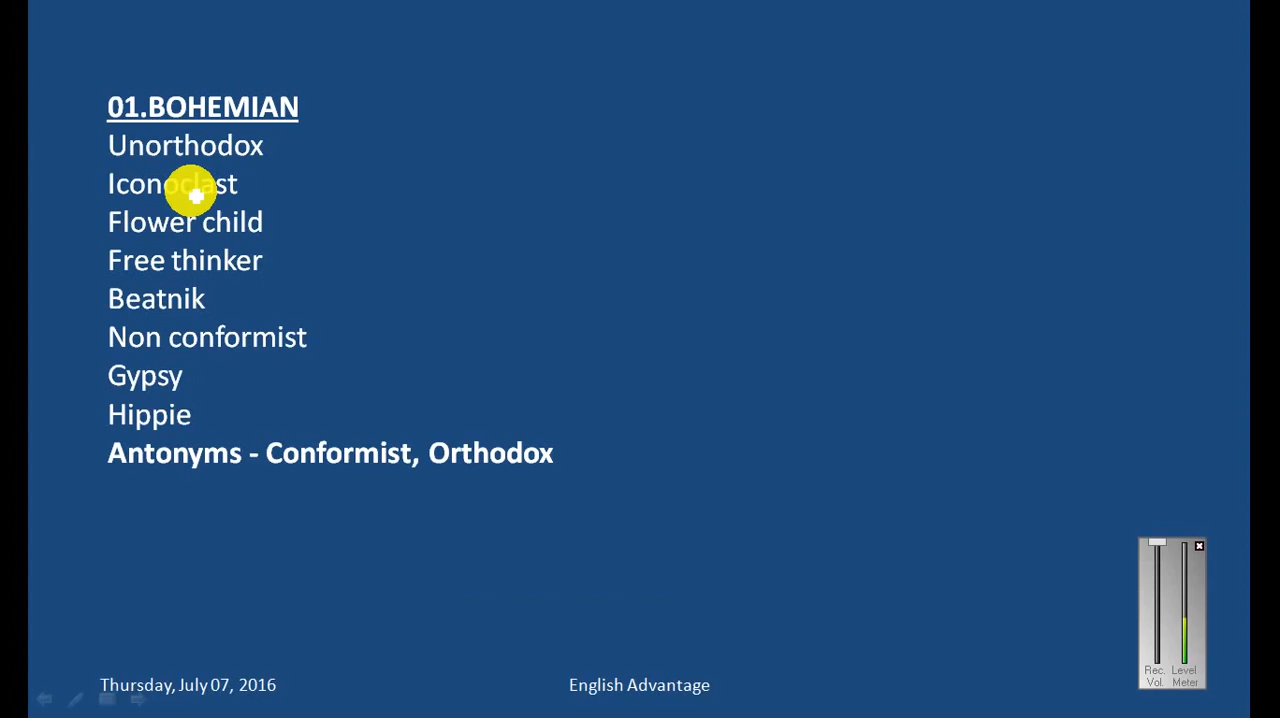 01.BOHEMIAN
Unorthodox
Iconoclast
Flower child
Free thinker
Beatnik
Non conformist
Gypsy
Hippie
Antonyms - Conformist, Orthodox
Rec. Level
Vol. Meter
Thursday, July 07, 2016 English Advantage